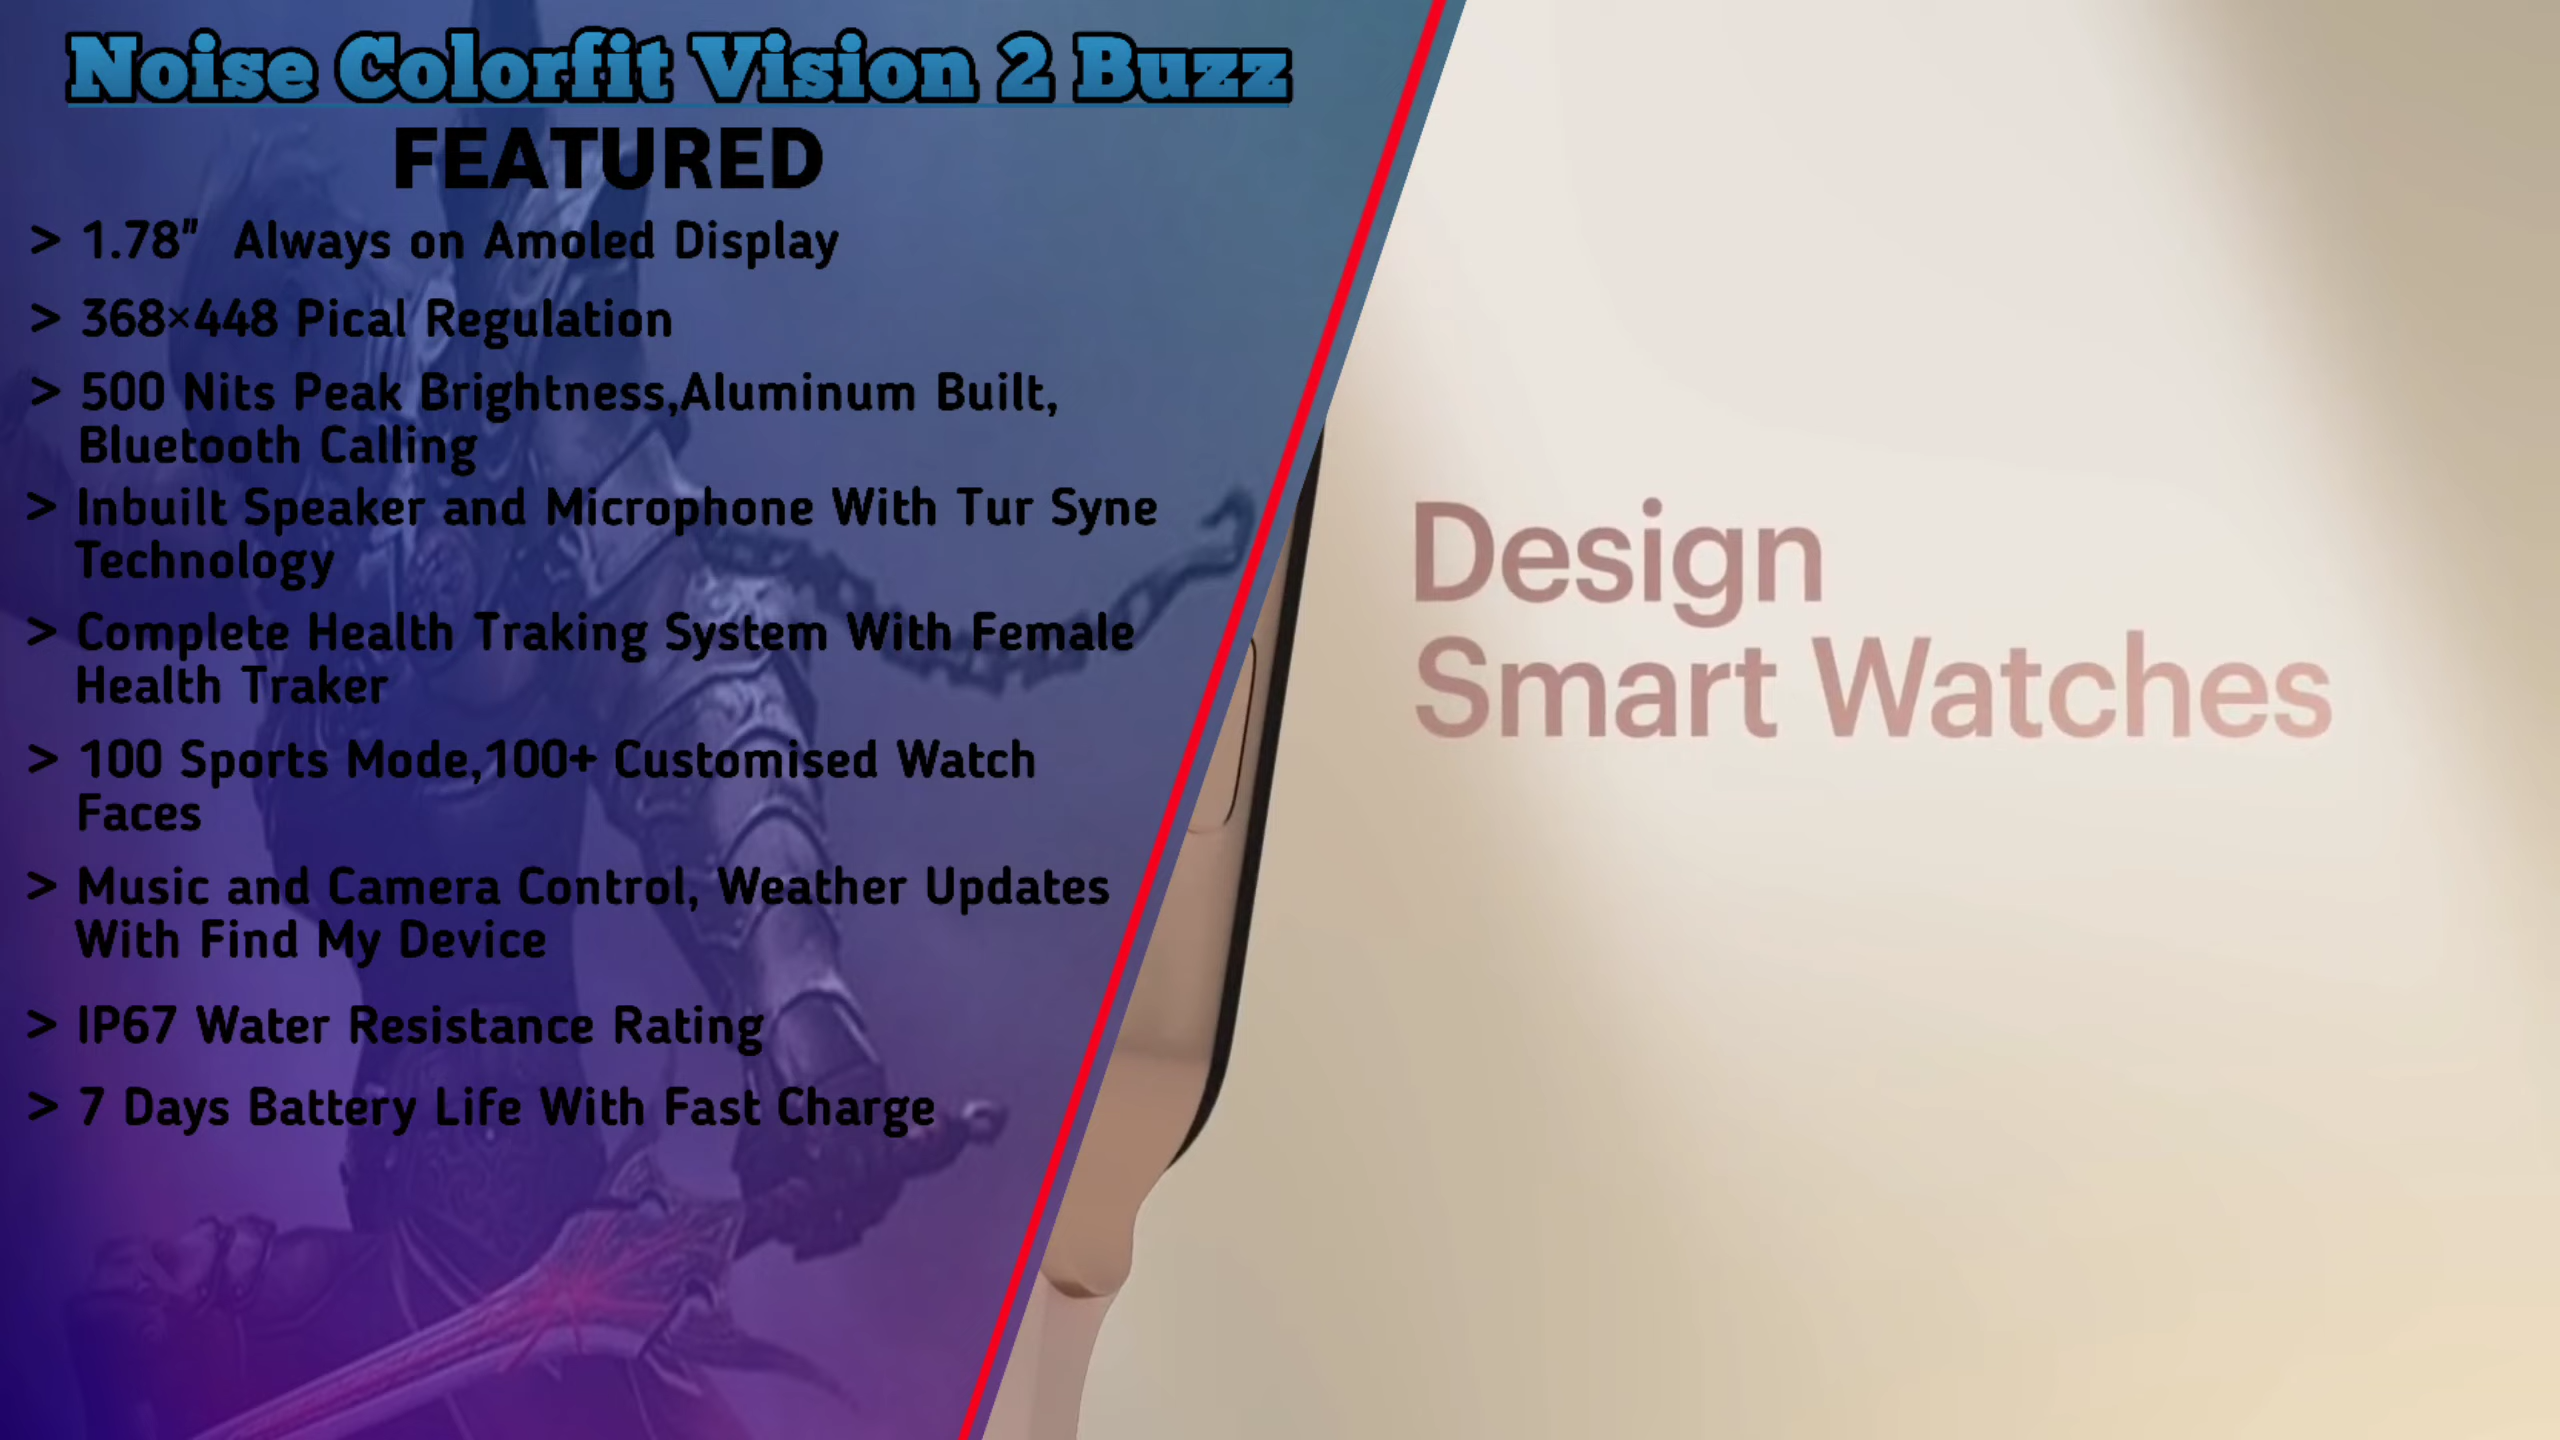 Noise Colorfit Vision 2 Buzz
FEATURED
> 1.78" Always on Amoled Display
> 368×448 Pical Regulation
> 500 Nits Peak Brightness,Aluminum Built,
Bluetooth Calling
> Inbuilt Speaker and Microphone With Tur Syne
Technology
> Complete Health Traking System With Female
Health Traker
> 100 Sports Mode,100+ Customised Watch
Faces
> Music and Camera Control, Weather Updates
With Find My Device
> IP67 Water Resistance Rating
> 7 Days Battery Life With Fast Charge
Design
Smart Watches